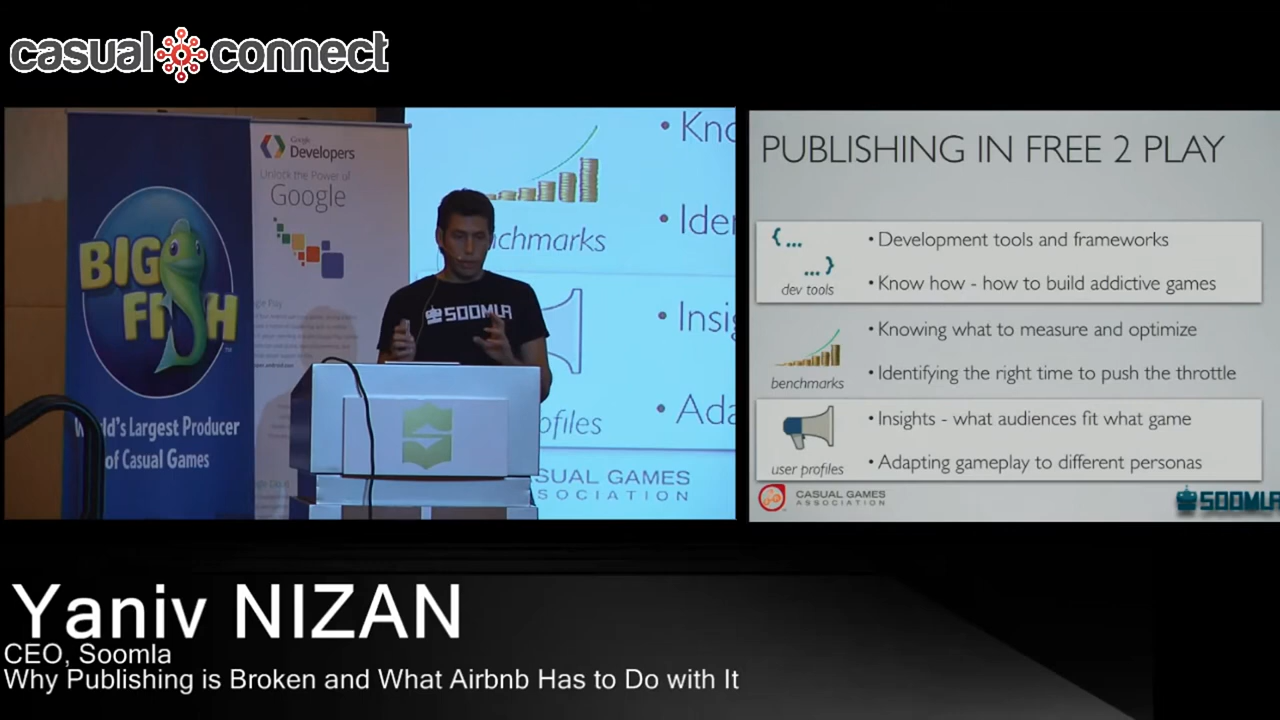 casual connect
BIG
FISH
World's Largest Producer
of Casual Games
Google
Developers
Unlock the Power of
Google
SOOMLA
• Kno
benchmarks
• Iden
• Insig
ofiles
• Ada
CASUAL GAMES
ASSOCIATION
PUBLISHING IN FREE 2 PLAY
{...
...}
dev tools
• Development tools and frameworks
• Know how - how to build addictive games
benchmarks
• Knowing what to measure and optimize
• Identifying the right time to push the throttle
user profiles
• Insights - what audiences fit what game
• Adapting gameplay to different personas
CASUAL GAMES
ASSOCIATION
SOOMLA
Yaniv NIZAN
CEO, Soomla
Why Publishing is Broken and What Airbnb Has to Do with It